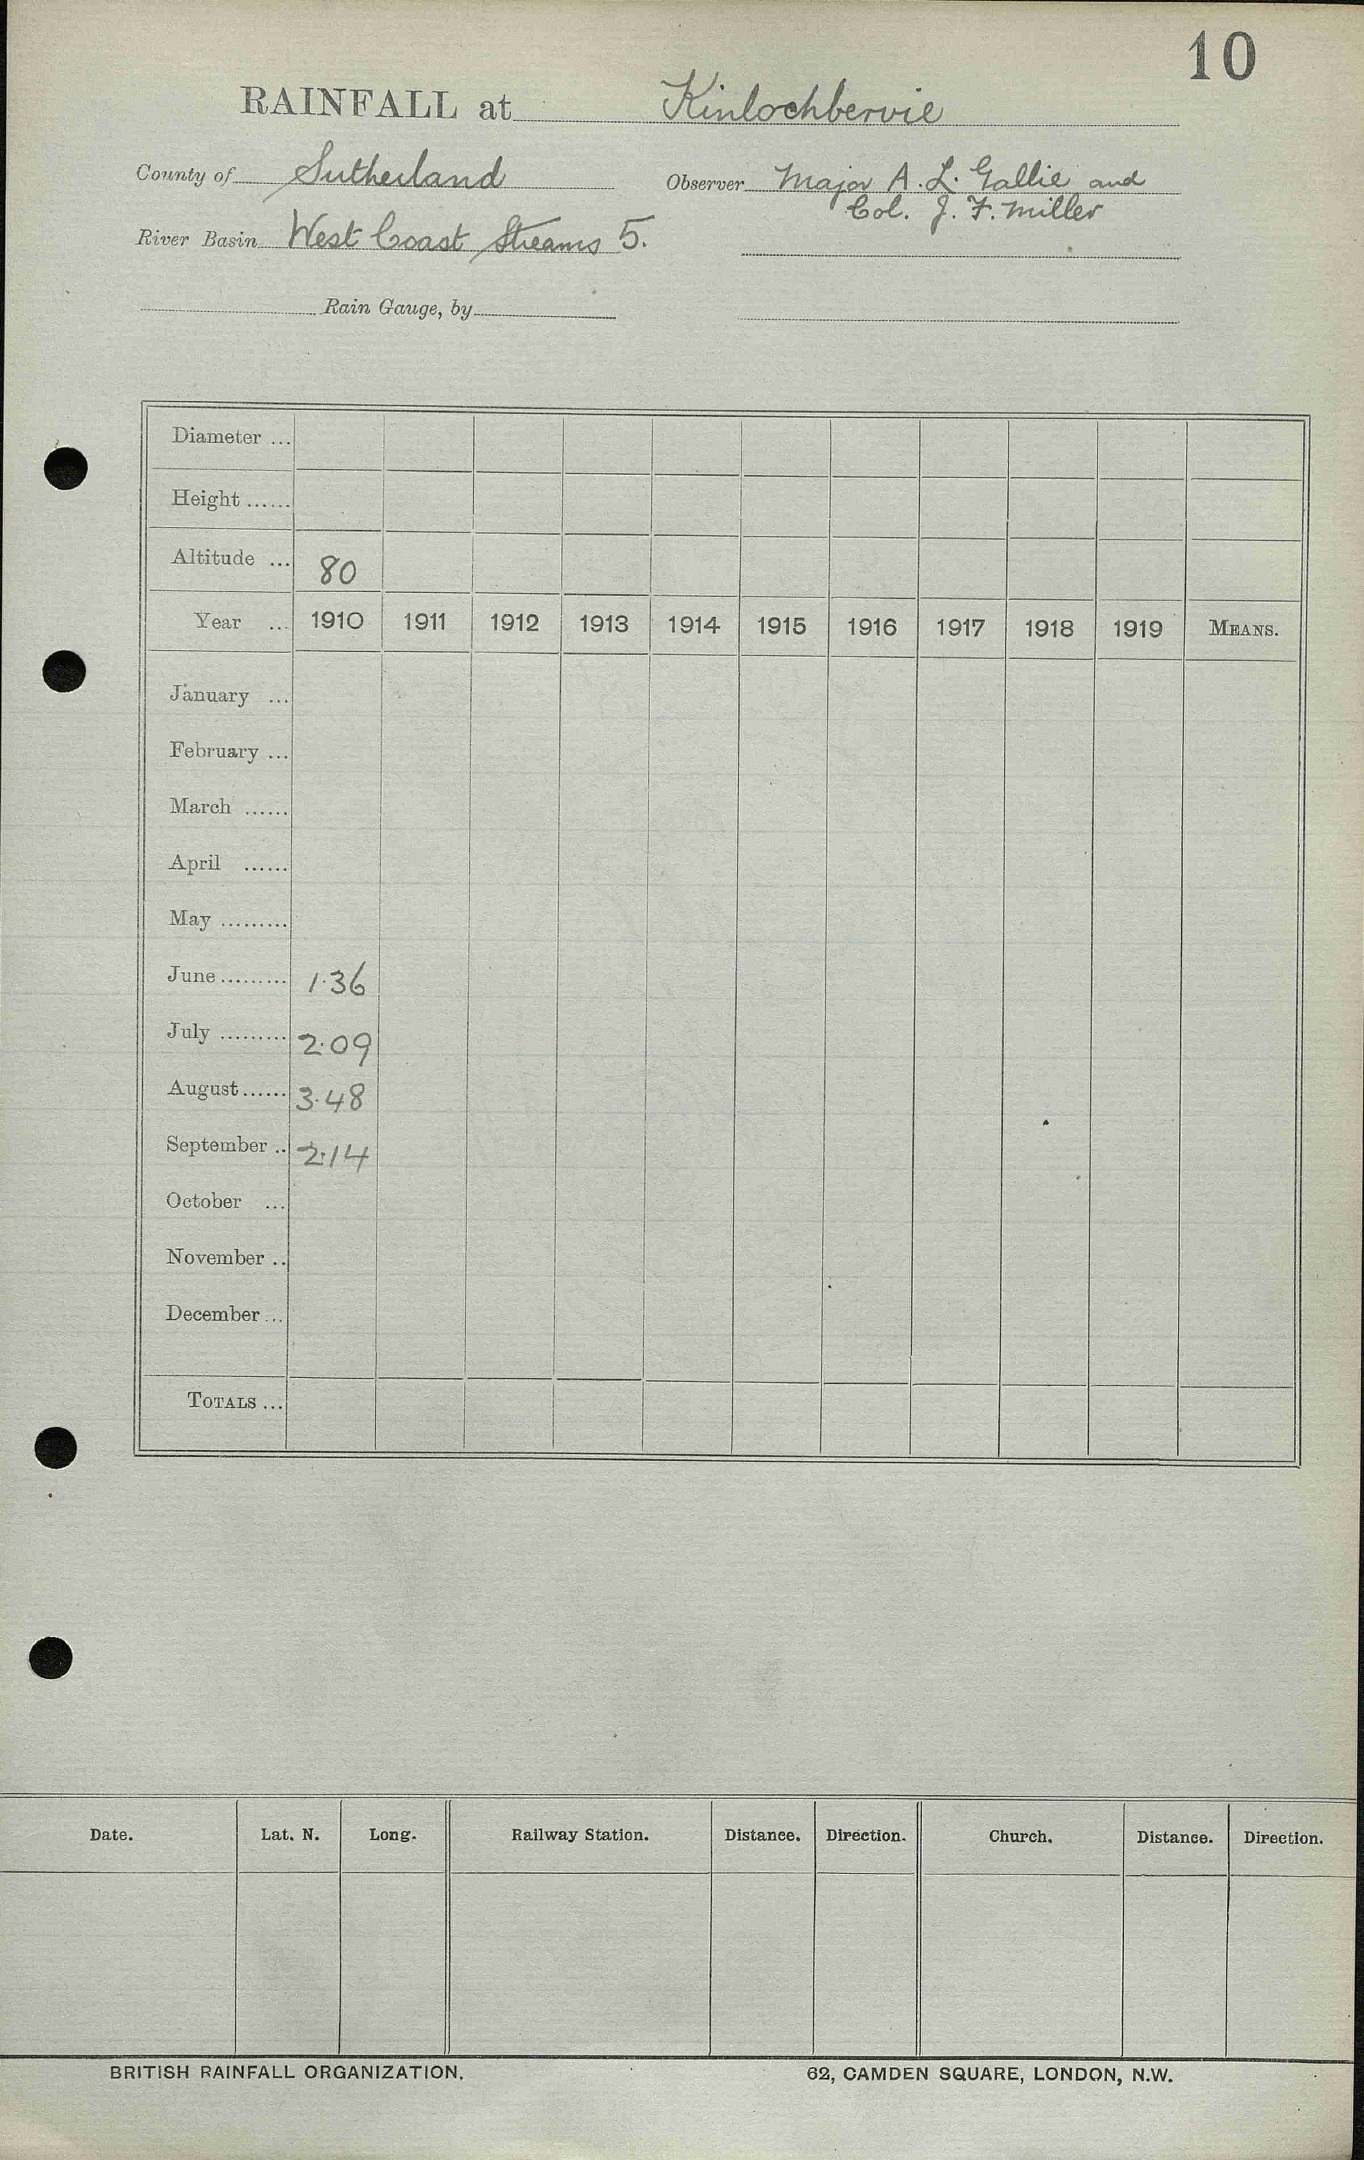 10
RAINFALL at Kinlochbervie
County of Sutherland
Observer Major A. L. Gallie and
Col. J. F. Miller
River Basin West Coast Streams 5.
Rain Gauge, by
Diameter ...
Height ......
Altitude ... 80
Year ... 1910 1911 1912 1913 1914 1915 1916 1917 1918 1919 MEANS.
January ...
February ...
March ......
April ......
May .........
June ......... 1.36
July ......... 2.09
August ...... 3.48
September .. 2.14
October ...
November ..
December ...
TOTALS ...
Date. Lat. N. Long. Railway Station. Distance. Direction. Church. Distance. Direction.
BRITISH RAINFALL ORGANIZATION. 62, CAMDEN SQUARE, LONDON, N.W.